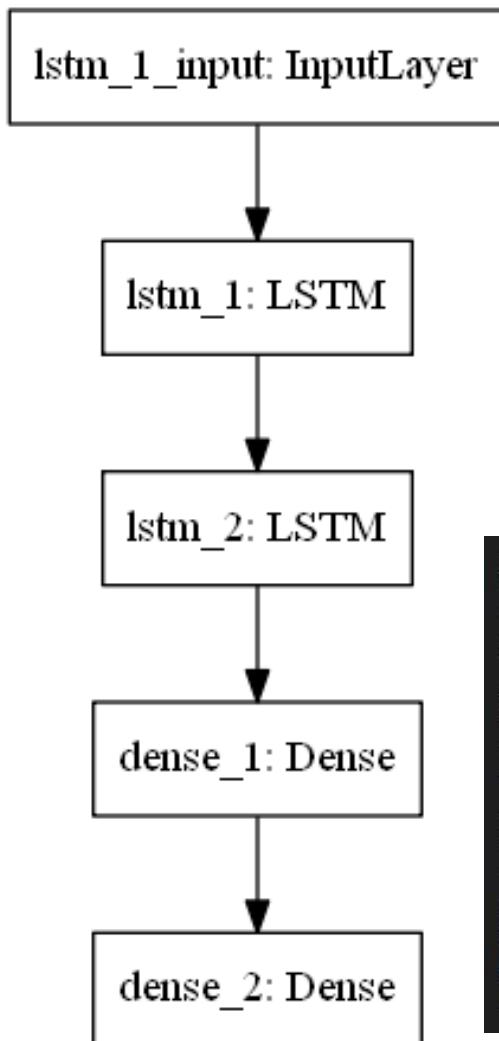 lstm_1_input: InputLayer
lstm_1: LSTM
lstm_2: LSTM
dense_1: Dense
dense_2: Dense